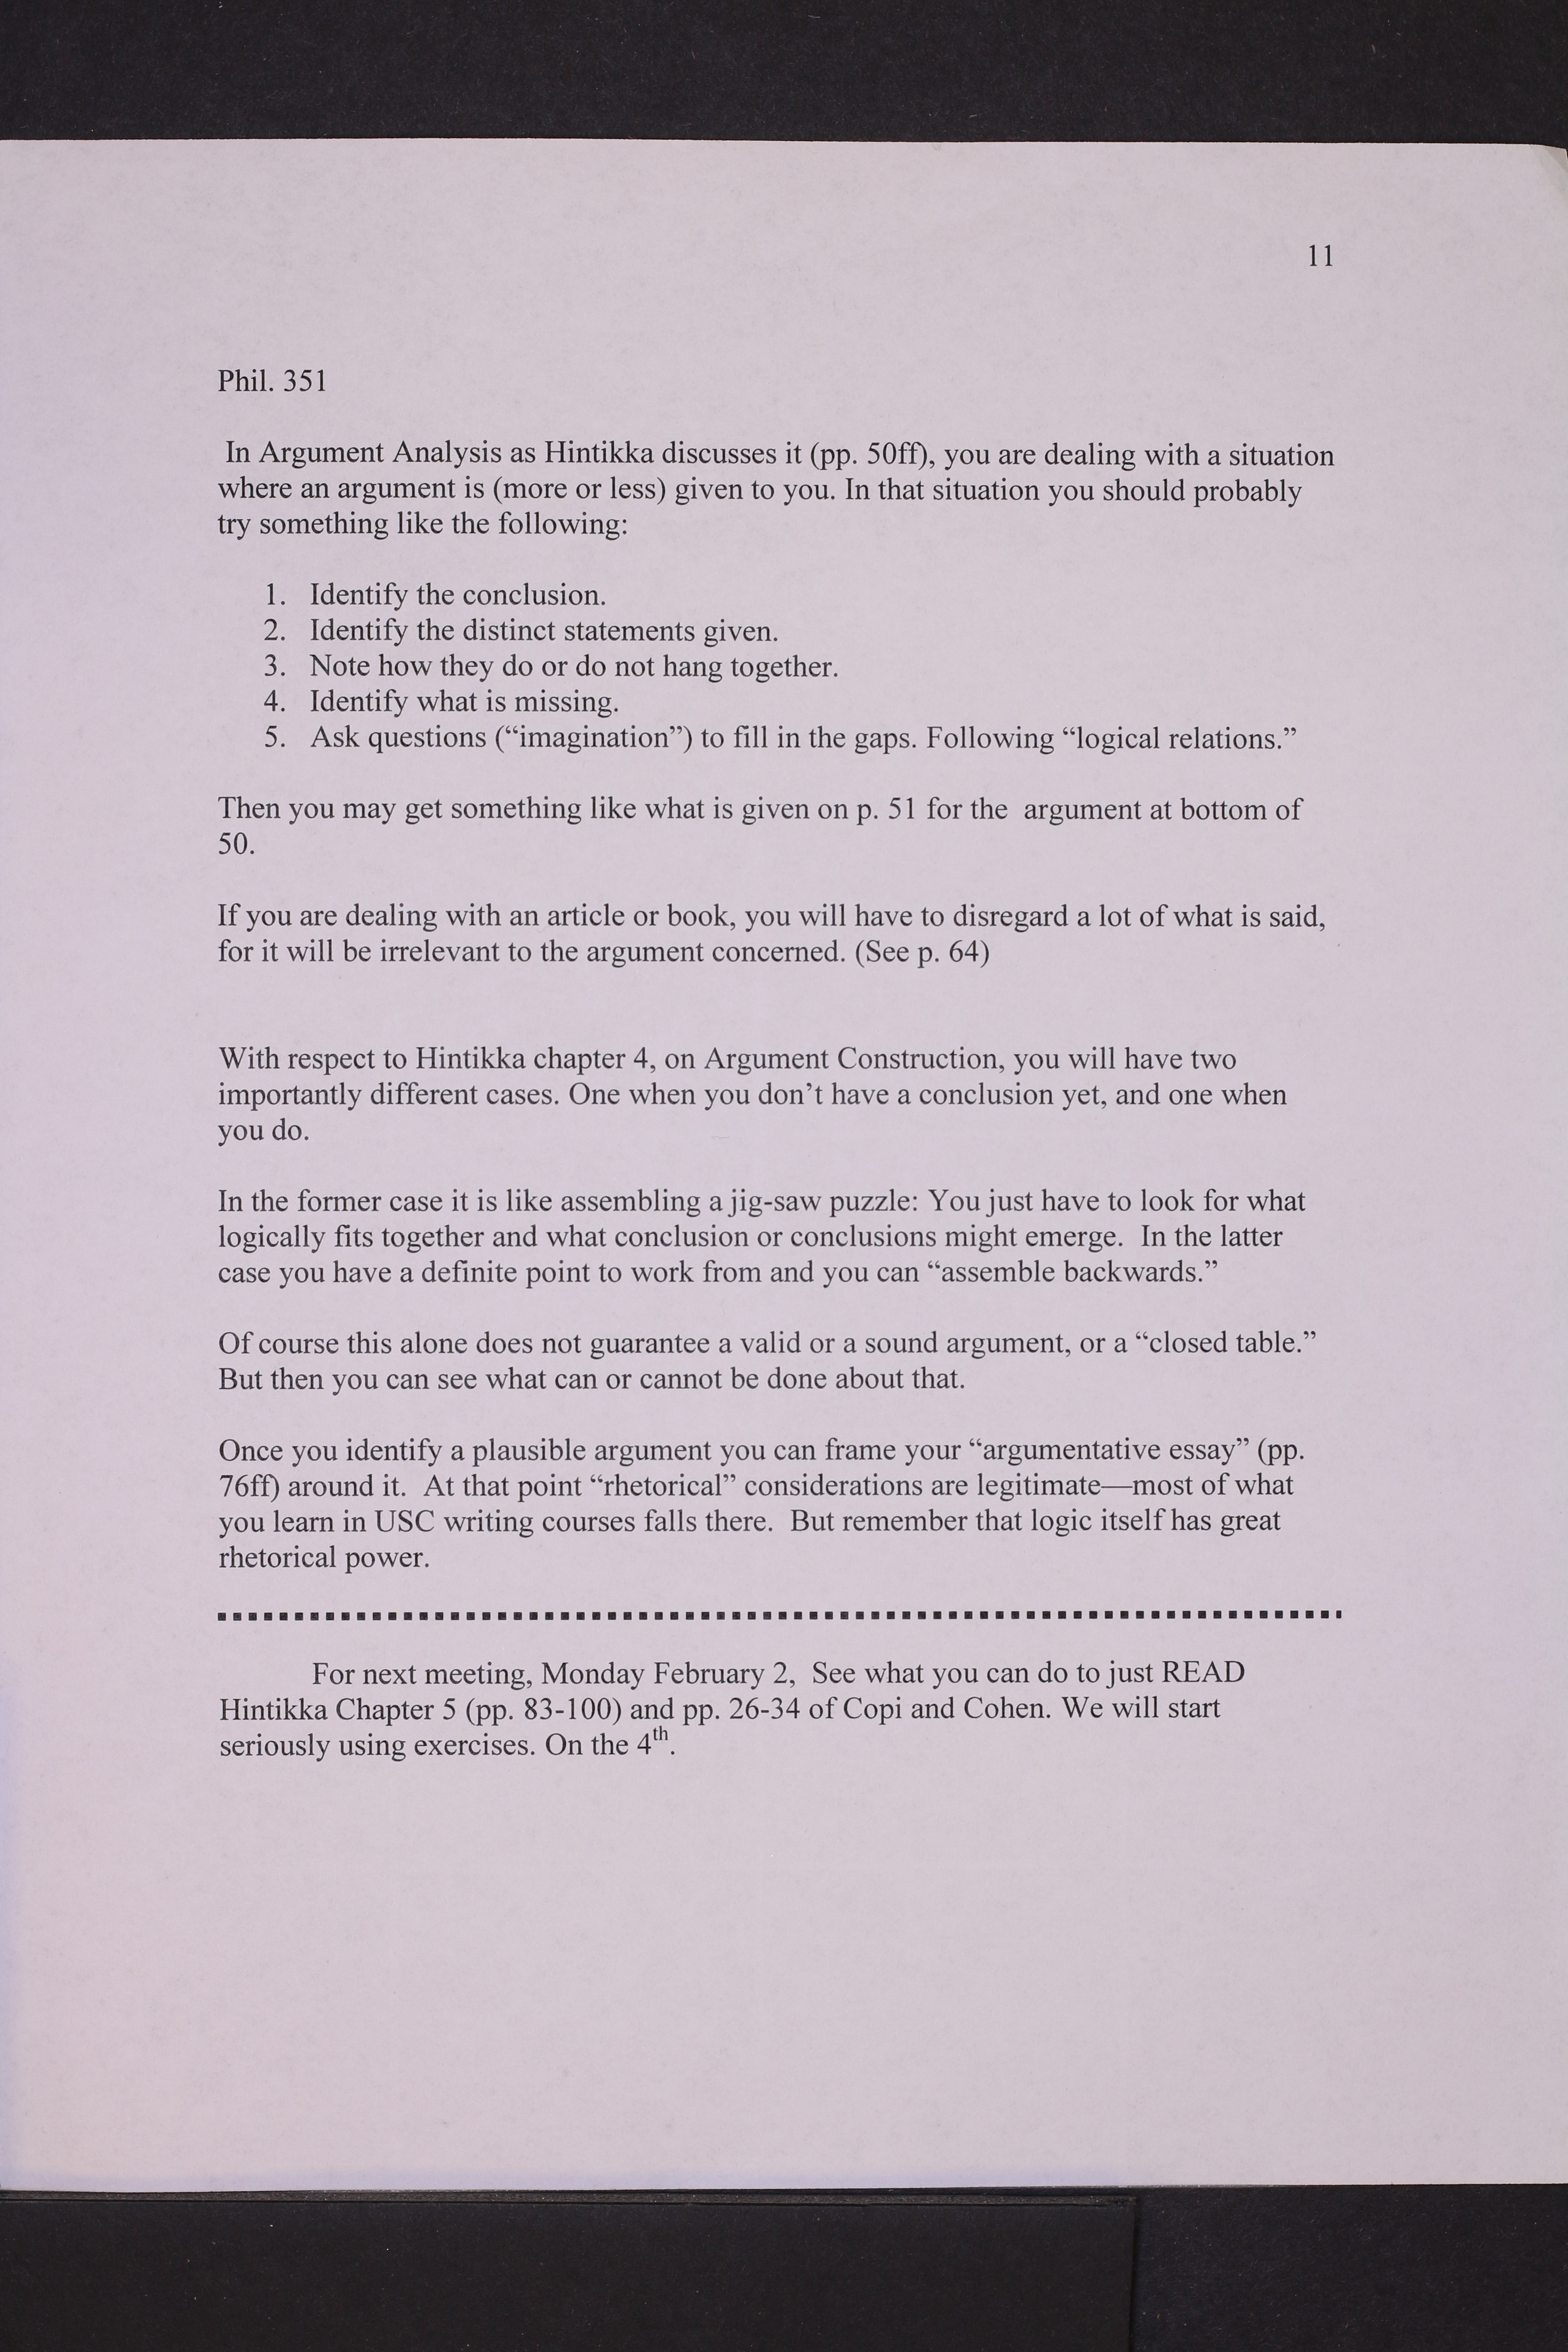 11
Phil. 351
In Argument Analysis as Hintikka discusses it (pp. 50ff), you are dealing with a situation
where an argument is (more or less) given to you. In that situation you should probably
try something like the following:
1. Identify the conclusion.
2. Identify the distinct statements given.
3. Note how they do or do not hang together.
4. Identify what is missing.
5. Ask questions (“imagination”) to fill in the gaps. Following “logical relations.”
Then you may get something like what is given on p. 51 for the  argument at bottom of
50.
If you are dealing with an article or book, you will have to disregard a lot of what is said,
for it will be irrelevant to the argument concerned. (See p. 64)
With respect to Hintikka chapter 4, on Argument Construction, you will have two
importantly different cases. One when you don’t have a conclusion yet, and one when
you do.
In the former case it is like assembling a jig-saw puzzle: You just have to look for what
logically fits together and what conclusion or conclusions might emerge.  In the latter
case you have a definite point to work from and you can “assemble backwards.”
Of course this alone does not guarantee a valid or a sound argument, or a “closed table.”
But then you can see what can or cannot be done about that.
Once you identify a plausible argument you can frame your “argumentative essay” (pp.
76ff) around it.  At that point “rhetorical” considerations are legitimate—most of what
you learn in USC writing courses falls there.  But remember that logic itself has great
rhetorical power.
For next meeting, Monday February 2,  See what you can do to just READ
Hintikka Chapter 5 (pp. 83-100) and pp. 26-34 of Copi and Cohen. We will start
seriously using exercises. On the 4th.